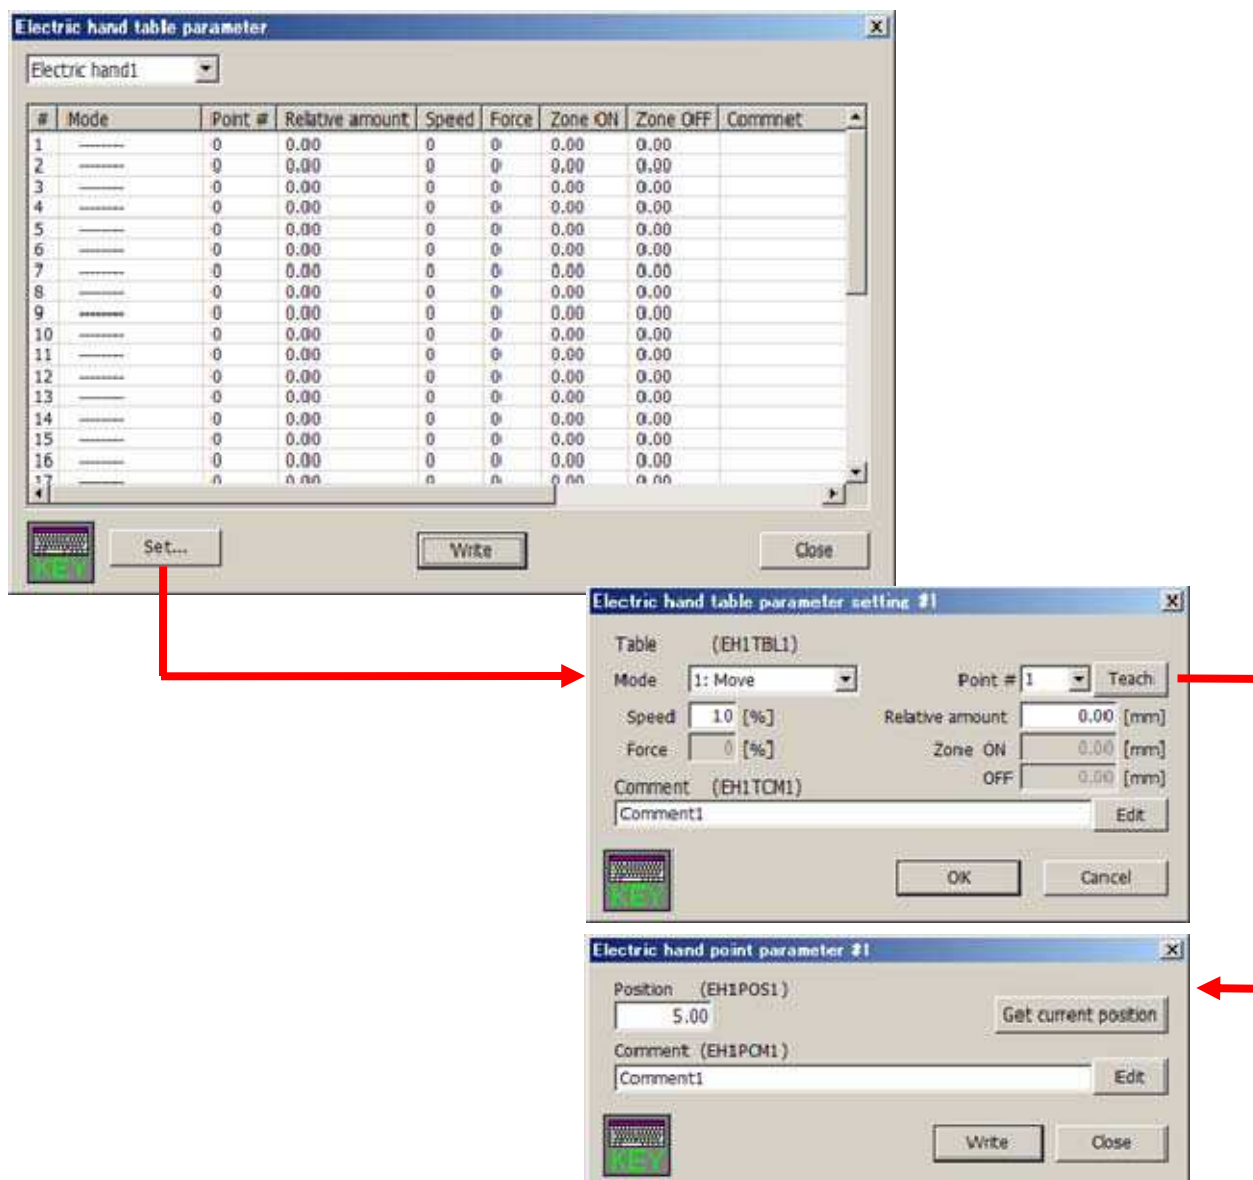 Electric hand table parameter
Electric hand1
# Mode Point # Relative amount Speed Force Zone ON Zone OFF Commnet
1 -------- 0 0.00 0 0 0.00 0.00
2 -------- 0 0.00 0 0 0.00 0.00
3 -------- 0 0.00 0 0 0.00 0.00
4 -------- 0 0.00 0 0 0.00 0.00
5 -------- 0 0.00 0 0 0.00 0.00
6 -------- 0 0.00 0 0 0.00 0.00
7 -------- 0 0.00 0 0 0.00 0.00
8 -------- 0 0.00 0 0 0.00 0.00
9 -------- 0 0.00 0 0 0.00 0.00
10 -------- 0 0.00 0 0 0.00 0.00
11 -------- 0 0.00 0 0 0.00 0.00
12 -------- 0 0.00 0 0 0.00 0.00
13 -------- 0 0.00 0 0 0.00 0.00
14 -------- 0 0.00 0 0 0.00 0.00
15 -------- 0 0.00 0 0 0.00 0.00
16 -------- 0 0.00 0 0 0.00 0.00
17 -------- 0 0.00 0 0 0.00 0.00
KEY Set... Write Close
Electric hand table parameter setting #1
Table (EH1TBL1)
Mode 1: Move Point # 1 Teach
Speed 10 [%] Relative amount 0.00 [mm]
Force 0 [%] Zone ON 0.00 [mm]
OFF 0.00 [mm]
Comment (EH1TCM1)
Comment1 Edit
KEY OK Cancel
Electric hand point parameter #1
Position (EH1POS1)
5.00 Get current position
Comment (EH1PCM1)
Comment1 Edit
KEY Write Close